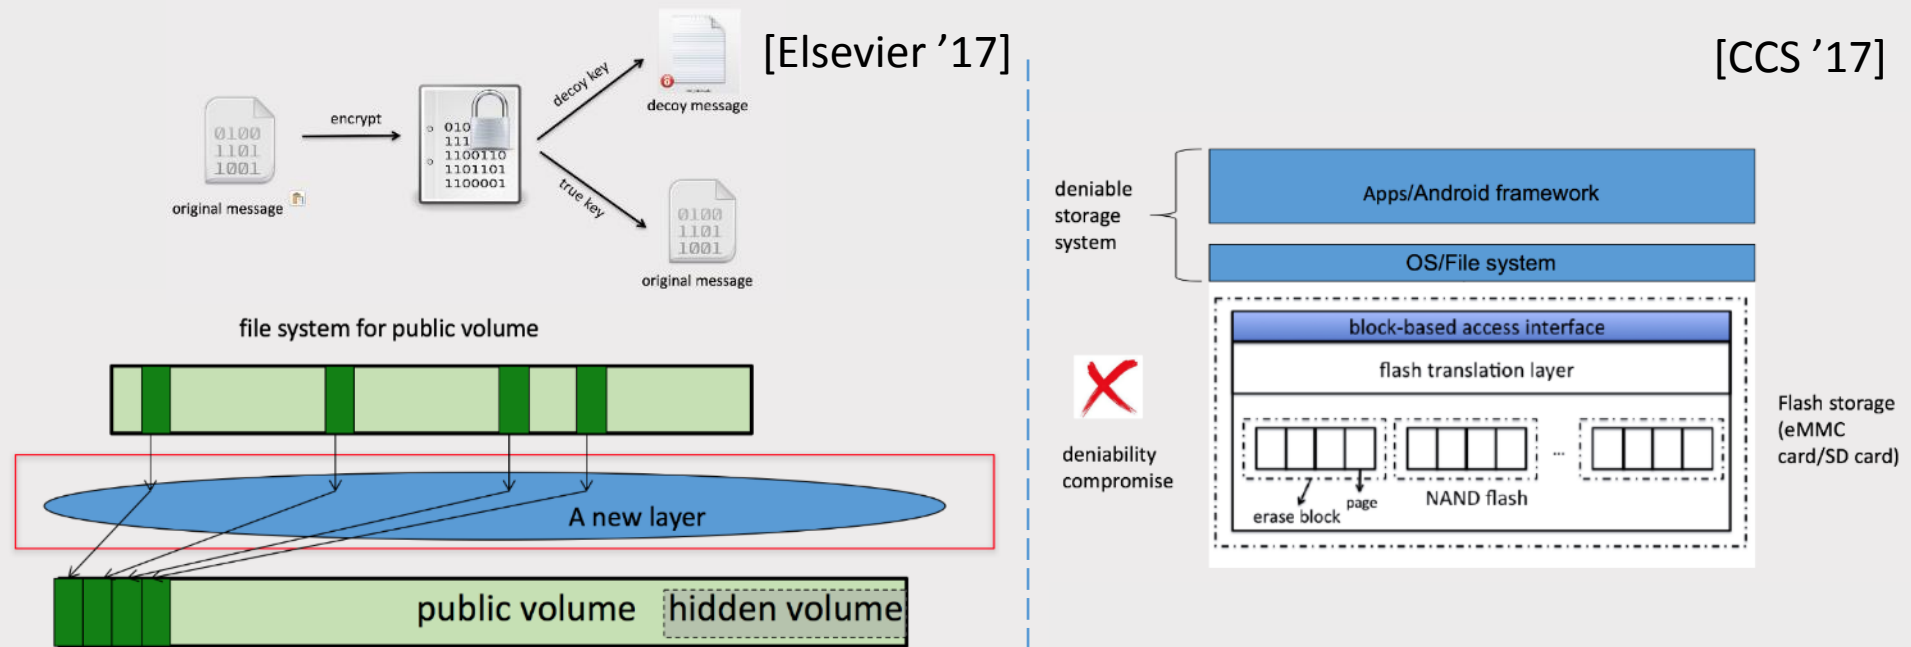 [Elsevier ’17]
decoy key
decoy message
encrypt
0100
1101
1001
010
111
1100110
1101101
1100001
original message
true key
0100
1101
1001
original message
file system for public volume
A new layer
public volume
hidden volume
[CCS ’17]
deniable
storage
system
Apps/Android framework
OS/File system
block-based access interface
flash translation layer
...
erase block
page
NAND flash
deniability
compromise
Flash storage
(eMMC
card/SD card)